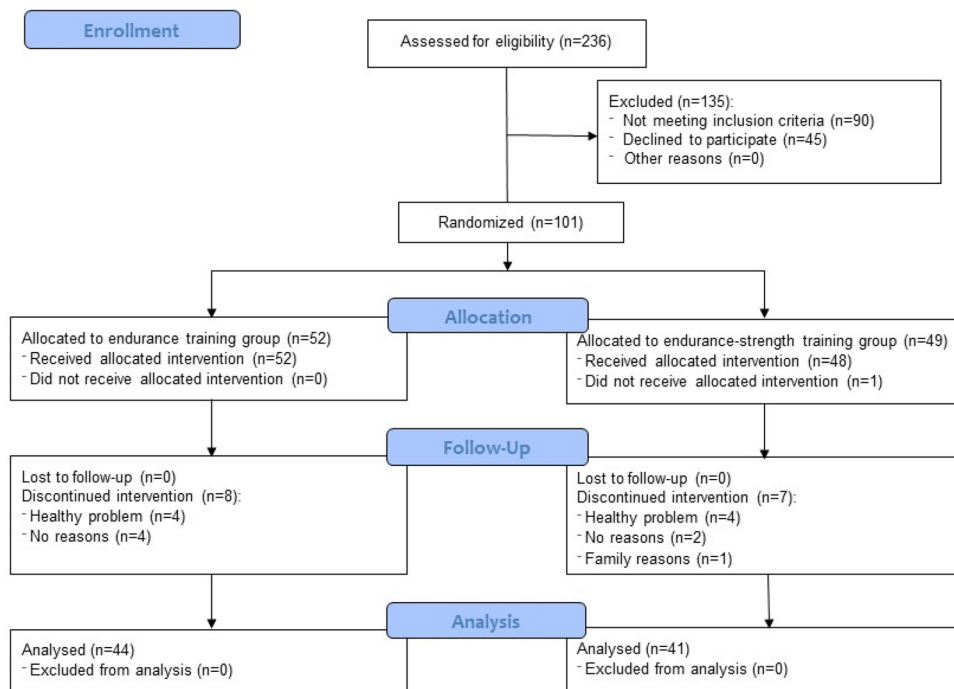 Enrollment
Assessed for eligibility (n=236)
Excluded (n=135):
- Not meeting inclusion criteria (n=90)
- Declined to participate (n=45)
- Other reasons (n=0)
Randomized (n=101)
Allocation
Allocated to endurance training group (n=52)
- Received allocated intervention (n=52)
- Did not receive allocated intervention (n=0)
Allocated to endurance-strength training group (n=49)
- Received allocated intervention (n=48)
- Did not receive allocated intervention (n=1)
Follow-Up
Lost to follow-up (n=0)
Discontinued intervention (n=8):
- Healthy problem (n=4)
- No reasons (n=4)
Lost to follow-up (n=0)
Discontinued intervention (n=7):
- Healthy problem (n=4)
- No reasons (n=2)
- Family reasons (n=1)
Analysis
Analysed (n=44)
- Excluded from analysis (n=0)
Analysed (n=41)
- Excluded from analysis (n=0)